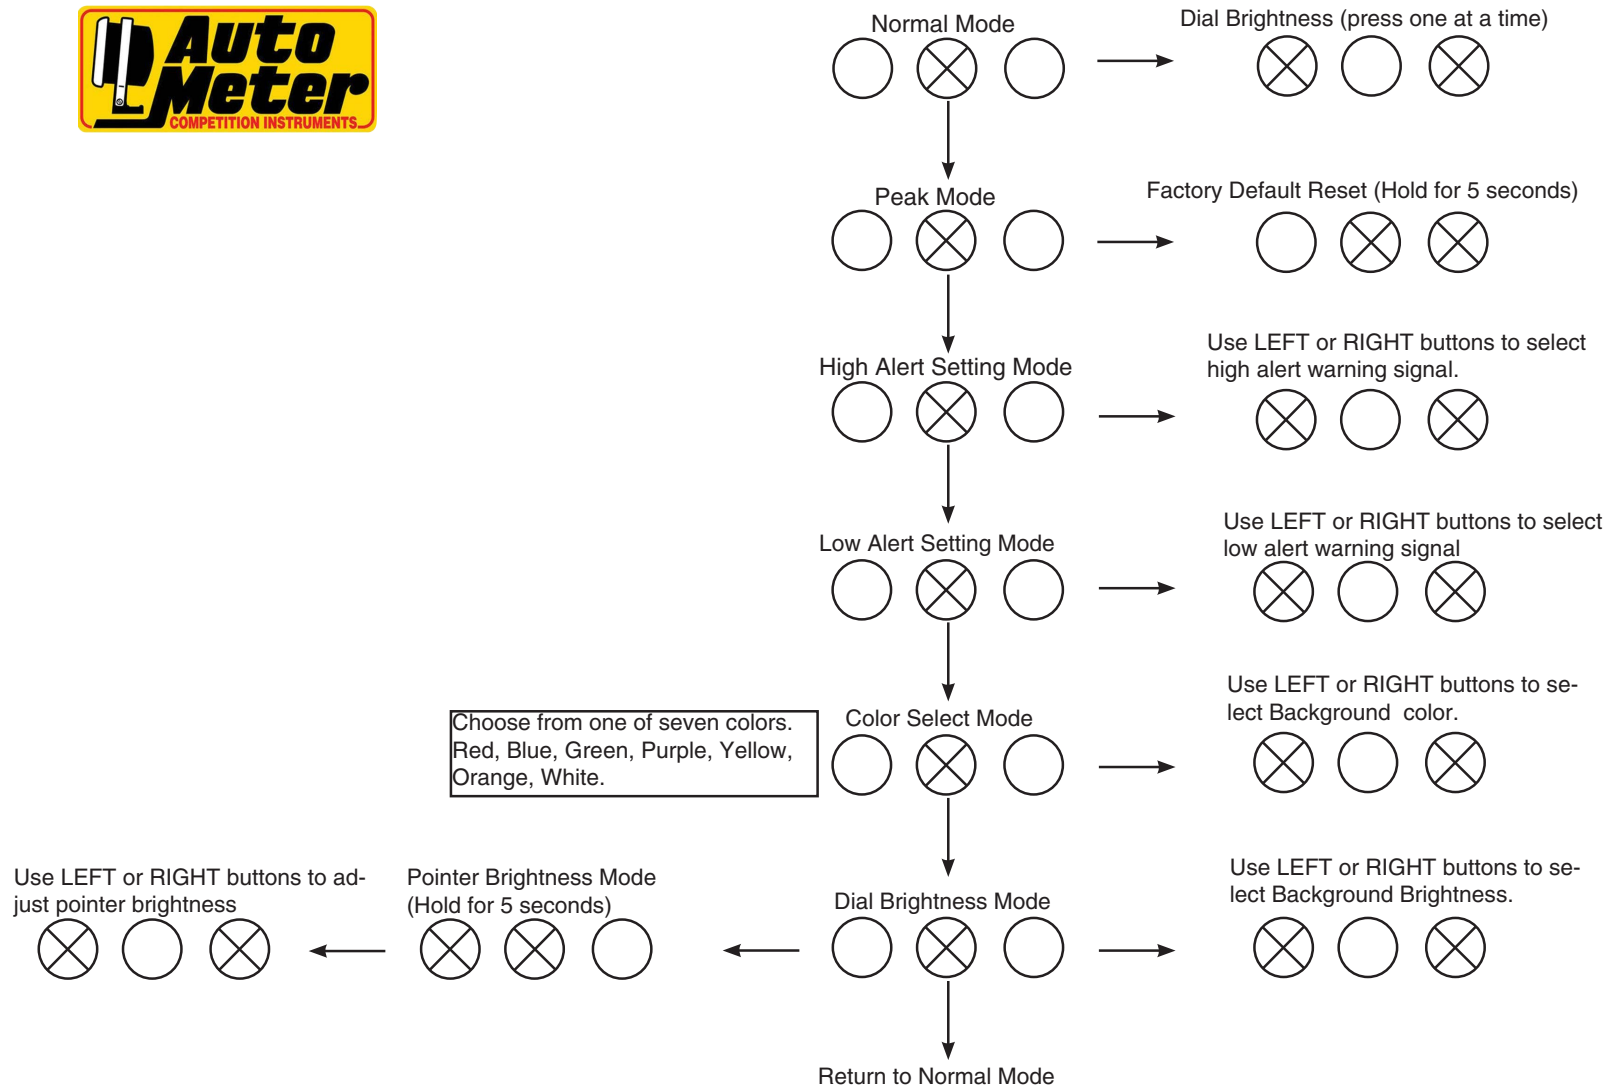 Auto
Meter
COMPETITION INSTRUMENTS
Normal Mode
Dial Brightness (press one at a time)
Peak Mode
Factory Default Reset (Hold for 5 seconds)
High Alert Setting Mode
Use LEFT or RIGHT buttons to select
high alert warning signal.
Low Alert Setting Mode
Use LEFT or RIGHT buttons to select
low alert warning signal
Choose from one of seven colors.
Red, Blue, Green, Purple, Yellow,
Orange, White.
Color Select Mode
Use LEFT or RIGHT buttons to se-
lect Background  color.
Use LEFT or RIGHT buttons to ad-
just pointer brightness
Pointer Brightness Mode
(Hold for 5 seconds)
Dial Brightness Mode
Use LEFT or RIGHT buttons to se-
lect Background Brightness.
Return to Normal Mode